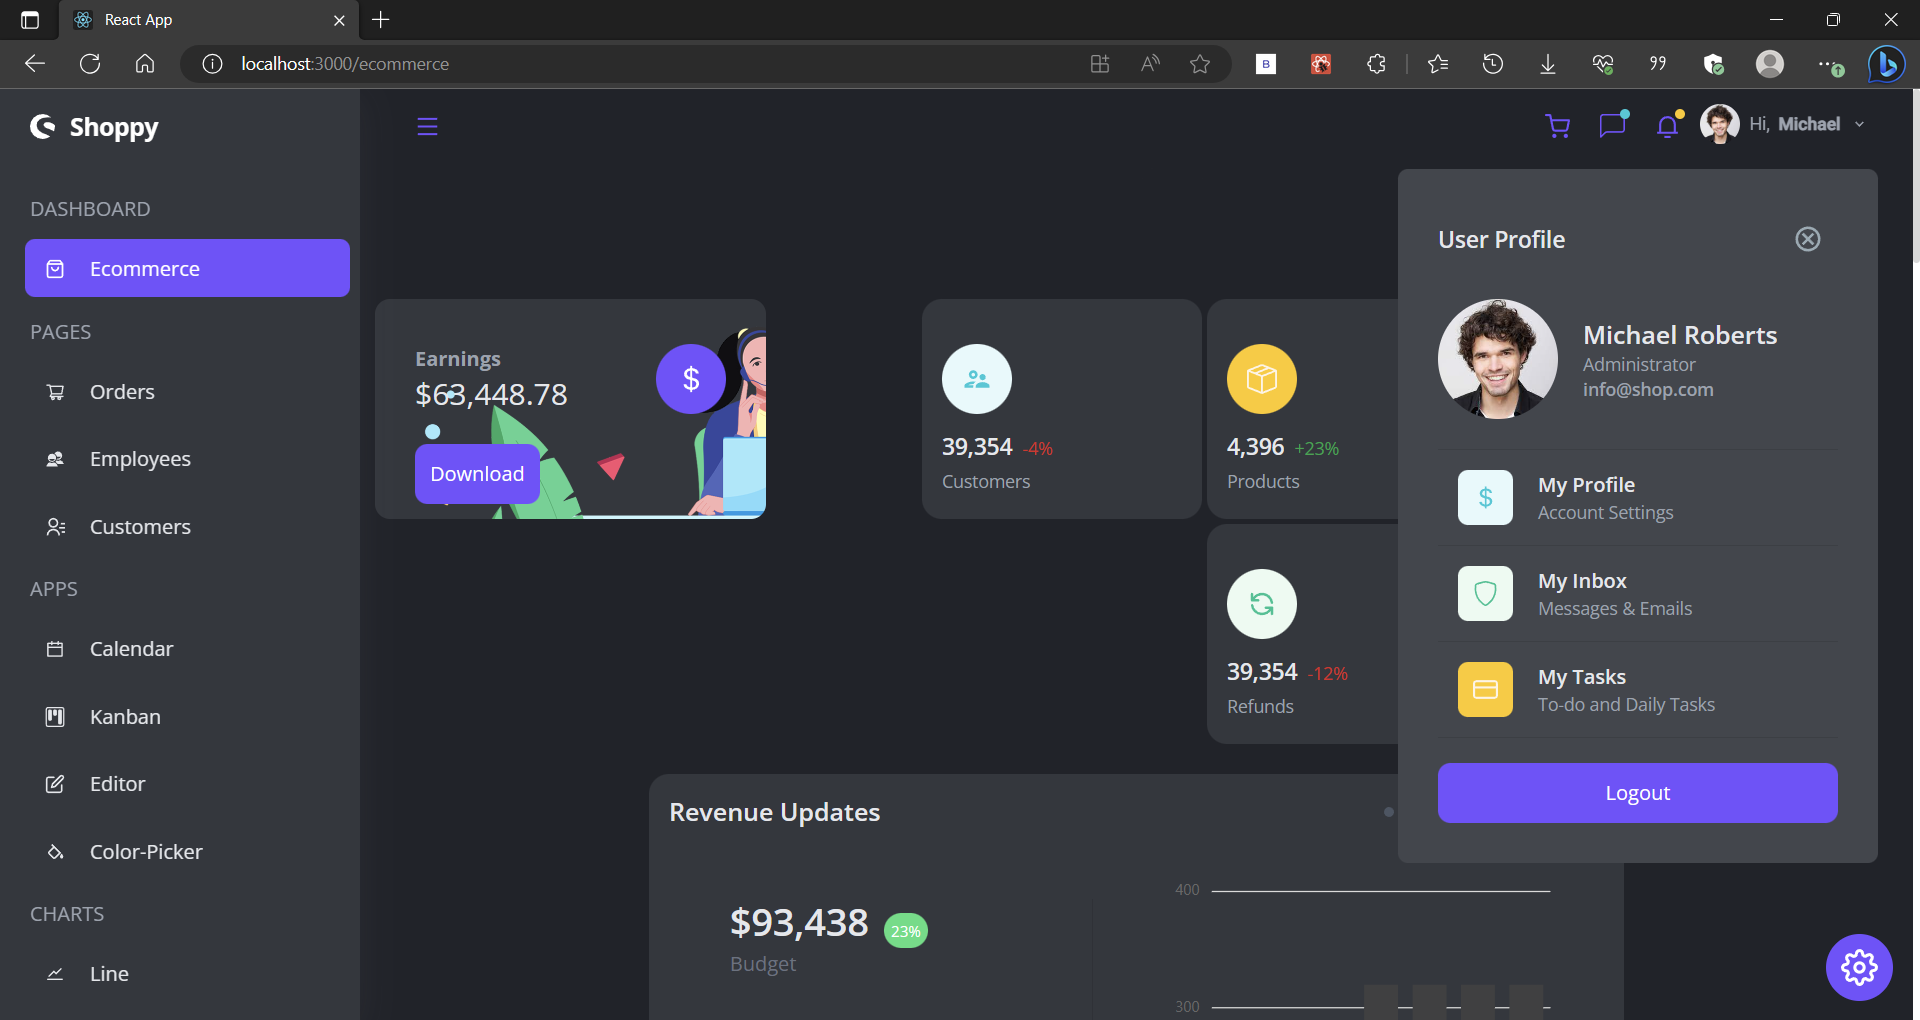 React App
localhost:3000/ecommerce
B
Shoppy
Hi, Michael
DASHBOARD
Ecommerce
PAGES
Orders
Employees
Customers
APPS
Calendar
Kanban
Editor
Color-Picker
CHARTS
Line
Earnings
$63,448.78
$
Download
39,354 -4%
Customers
4,396 +23%
Products
39,354 -12%
Refunds
Revenue Updates
$93,438 23%
Budget
400
300
User Profile
Michael Roberts
Administrator
info@shop.com
$
My Profile
Account Settings
My Inbox
Messages & Emails
My Tasks
To-do and Daily Tasks
Logout